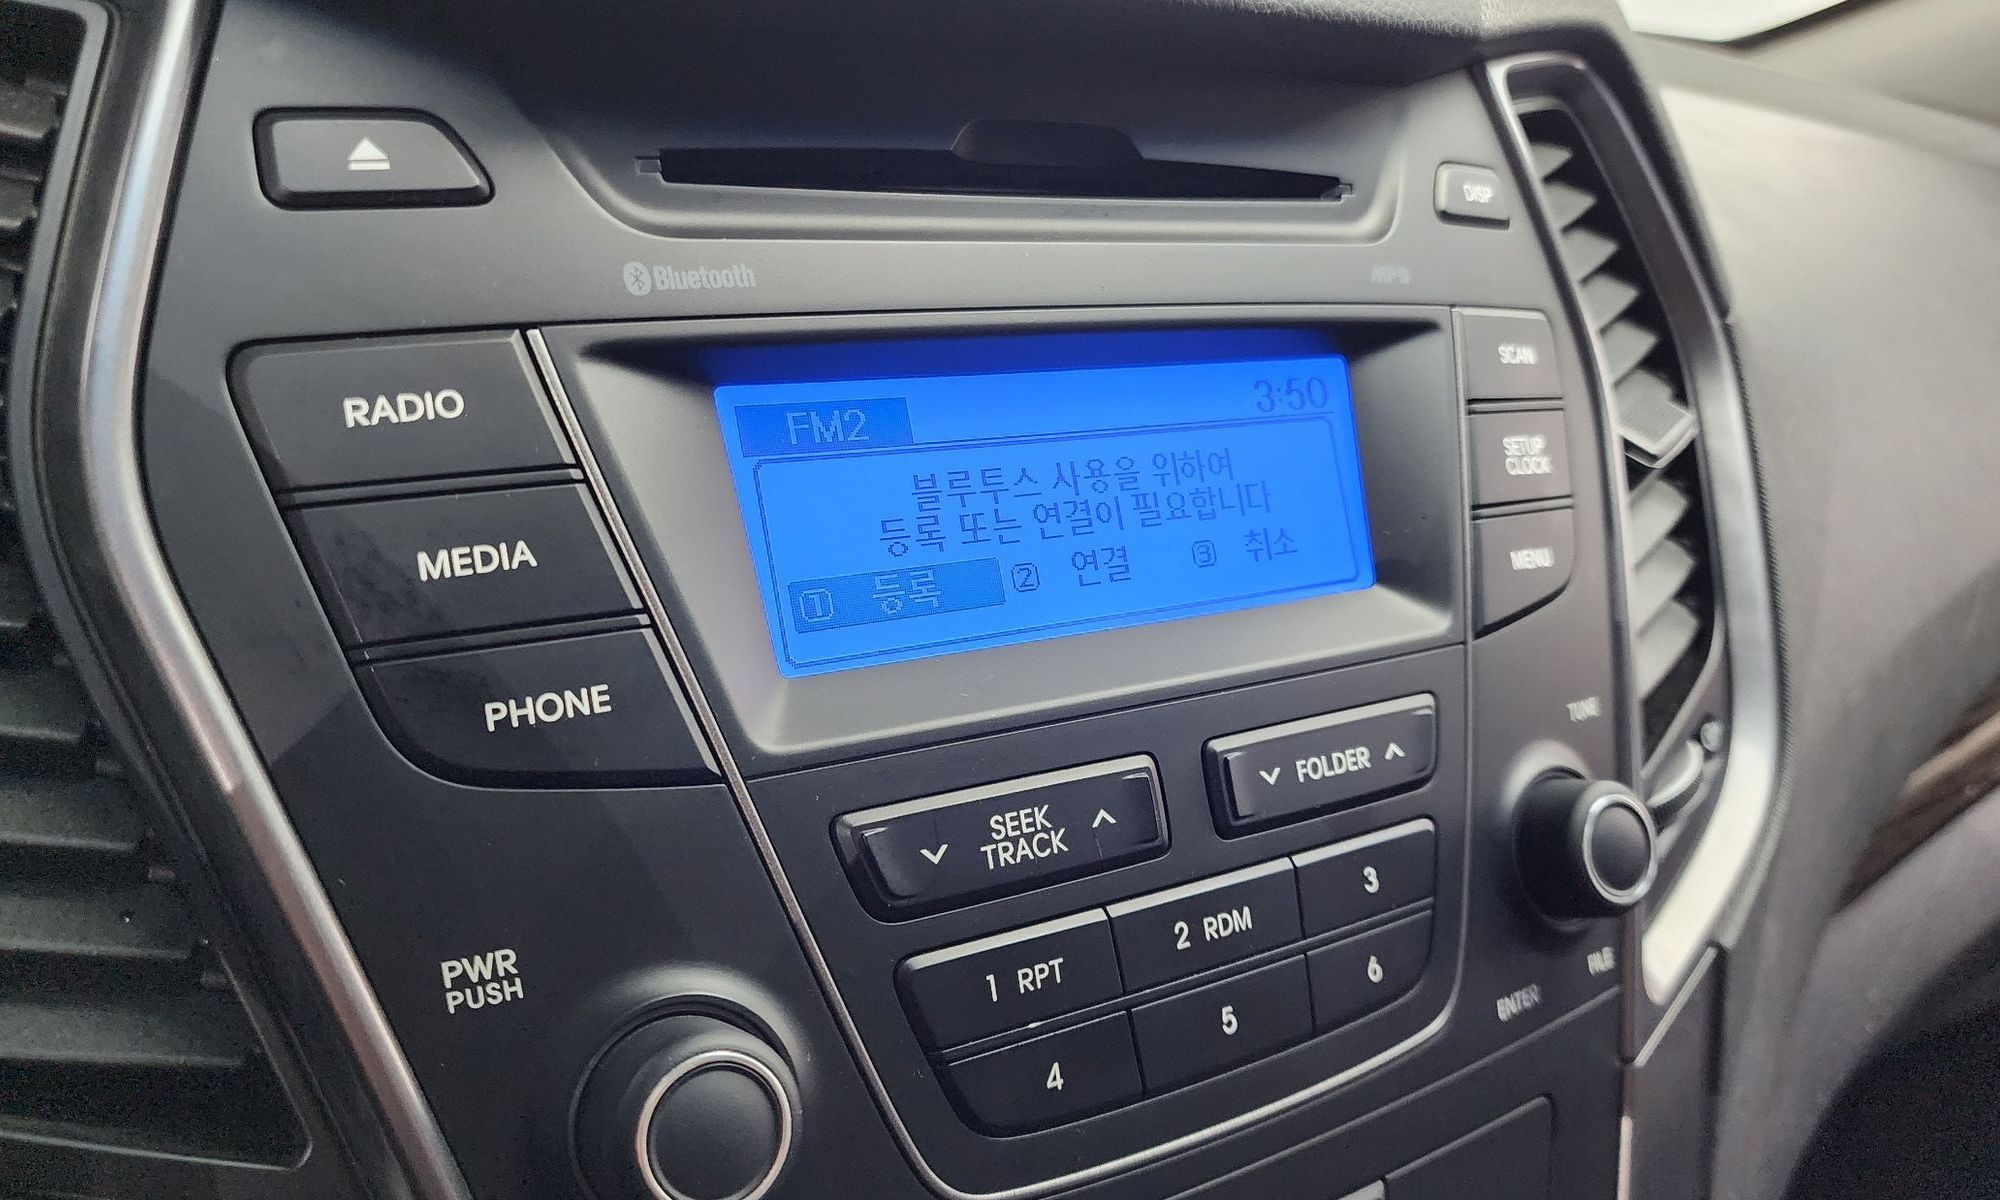 DISP
Bluetooth
MP3
RADIO
MEDIA
PHONE
FM2
3:50
블루투스 사용을 위하여
등록 또는 연결이 필요합니다
1 등록 2 연결 3 취소
SCAN
SETUP
CLOCK
MENU
TUNE
SEEK
TRACK
FOLDER
1 RPT
2 RDM
3
4
5
6
PWR
PUSH
FILE
ENTER